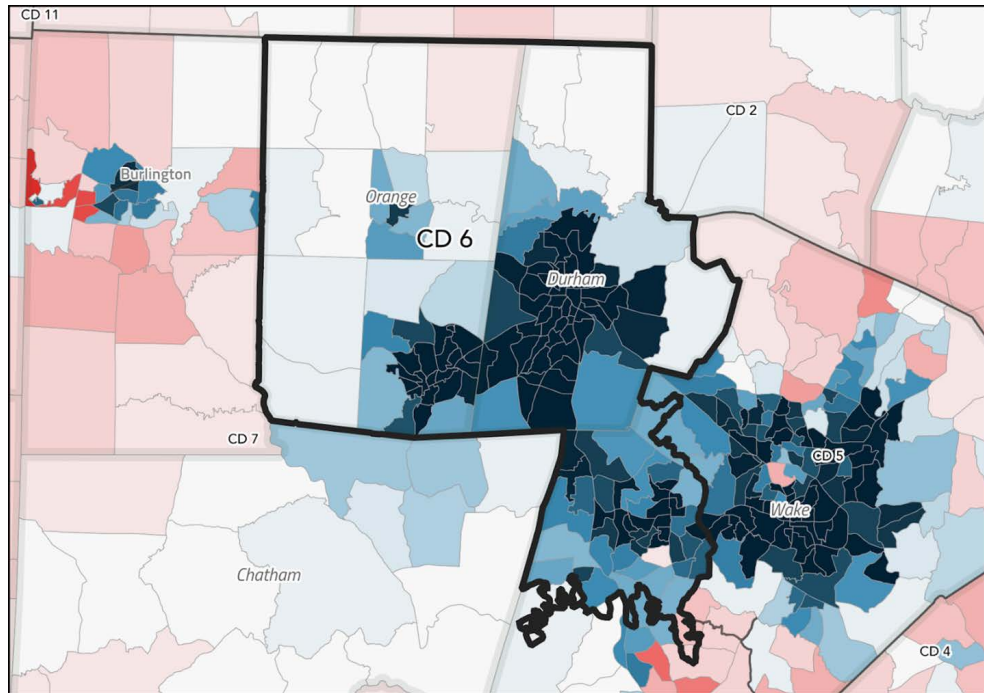 CD 11
CD 2
Burlington
Orange
CD 6
Durham
CD 7
CD 5
Wake
Chatham
CD 4